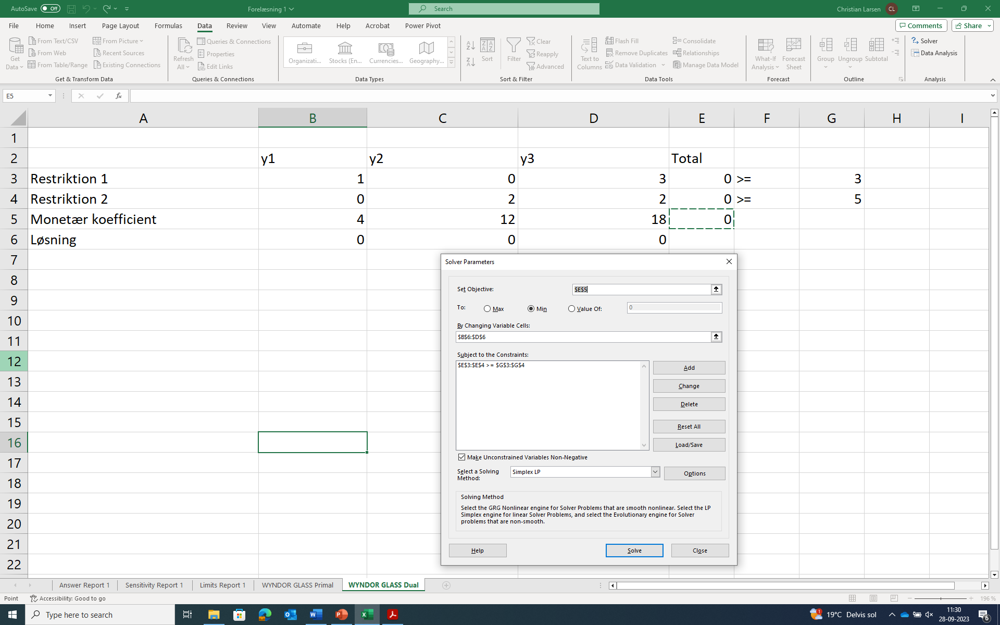 AutoSave Off Forelæsning 1 Search Christian Larsen CL
File Home Insert Page Layout Formulas Data Review View Automate Help Acrobat Power Pivot Comments Share
Get Data
From Text/CSV
From Web
From Table/Range
From Picture
Recent Sources
Existing Connections
Get & Transform Data
Refresh All
Queries & Connections
Properties
Edit Links
Queries & Connections
Organizati... Stocks (En... Currencies... Geography...
Data Types
Sort
Filter
Clear
Reapply
Advanced
Sort & Filter
Text to Columns
Flash Fill
Remove Duplicates
Data Validation
Consolidate
Relationships
Manage Data Model
Data Tools
What-If Analysis
Forecast Sheet
Forecast
Group Ungroup Subtotal
Outline
Solver
Data Analysis
Analysis
E5 fx
A B C D E F G H I
1
2 y1 y2 y3 Total
3 Restriktion 1 1 0 3 0 >= 3
4 Restriktion 2 0 2 2 0 >= 5
5 Monetær koefficient 4 12 18 0
6 Løsning 0 0 0
7
8
9
10
11
12
13
14
15
16
17
18
19
20
21
22
Solver Parameters
Set Objective: $E$5
To: Max Min Value Of: 0
By Changing Variable Cells:
$B$6:$D$6
Subject to the Constraints:
$E$3:$E$4 >= $G$3:$G$4
Add
Change
Delete
Reset All
Load/Save
Make Unconstrained Variables Non-Negative
Select a Solving Method: Simplex LP Options
Solving Method
Select the GRG Nonlinear engine for Solver Problems that are smooth nonlinear. Select the LP
Simplex engine for linear Solver Problems, and select the Evolutionary engine for Solver
problems that are non-smooth.
Help Solve Close
Answer Report 1 Sensitivity Report 1 Limits Report 1 WYNDOR GLASS Primal WYNDOR GLASS Dual
Point Accessibility: Good to go 196 %
Type here to search 1 19°C Delvis sol 11:30
28-09-2023 6